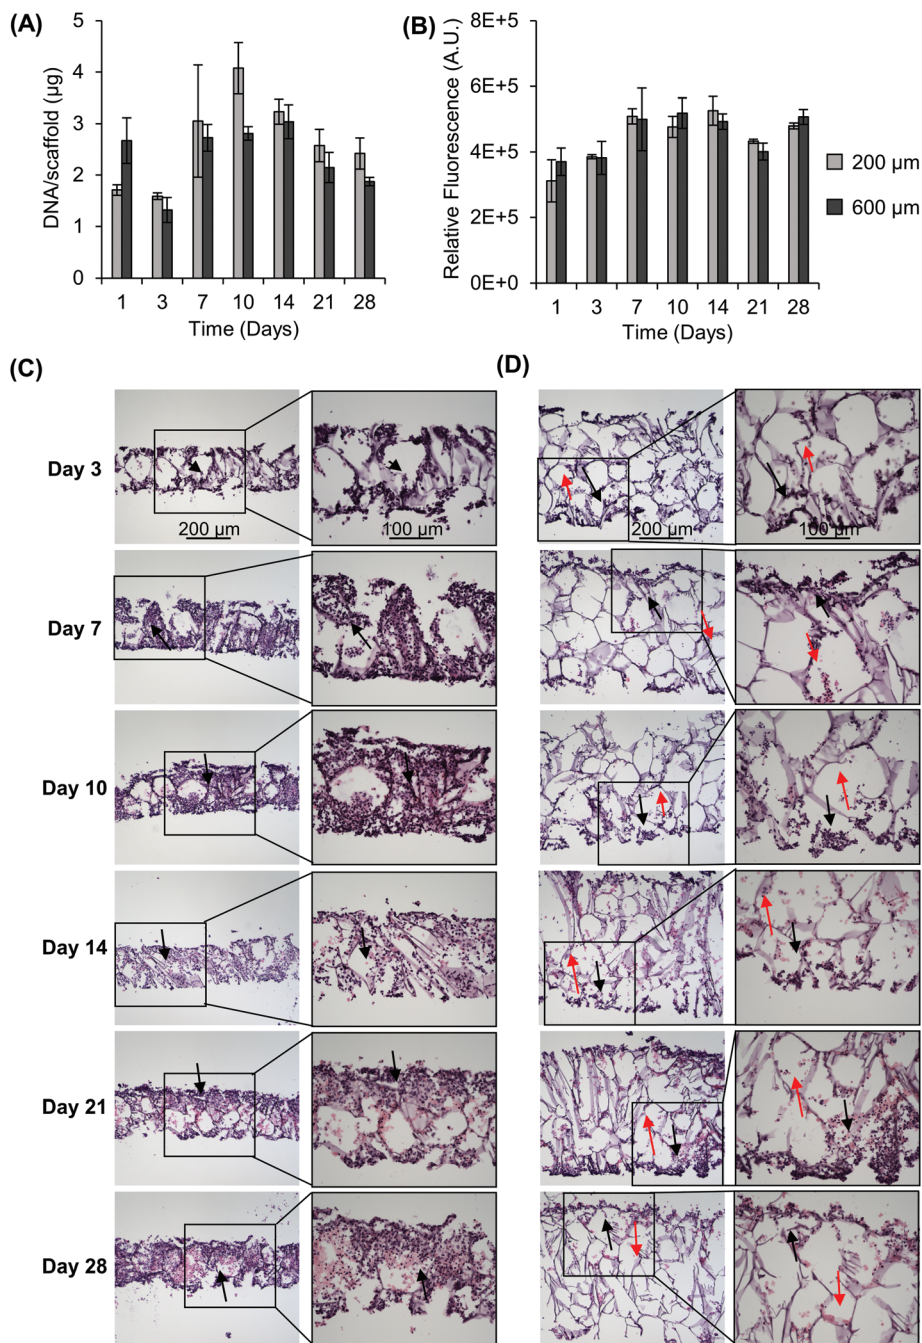 (A)
DNA/scaffold (µg)
5
4
3
2
1
0
1 3 7 10 14 21 28
Time (Days)
(B)
Relative Fluorescence (A.U.)
8E+5
6E+5
4E+5
2E+5
0E+0
1 3 7 10 14 21 28
Time (Days)
200 µm
600 µm
(C)
(D)
Day 3
200 µm
100 µm
200 µm
100 µm
Day 7
Day 10
Day 14
Day 21
Day 28